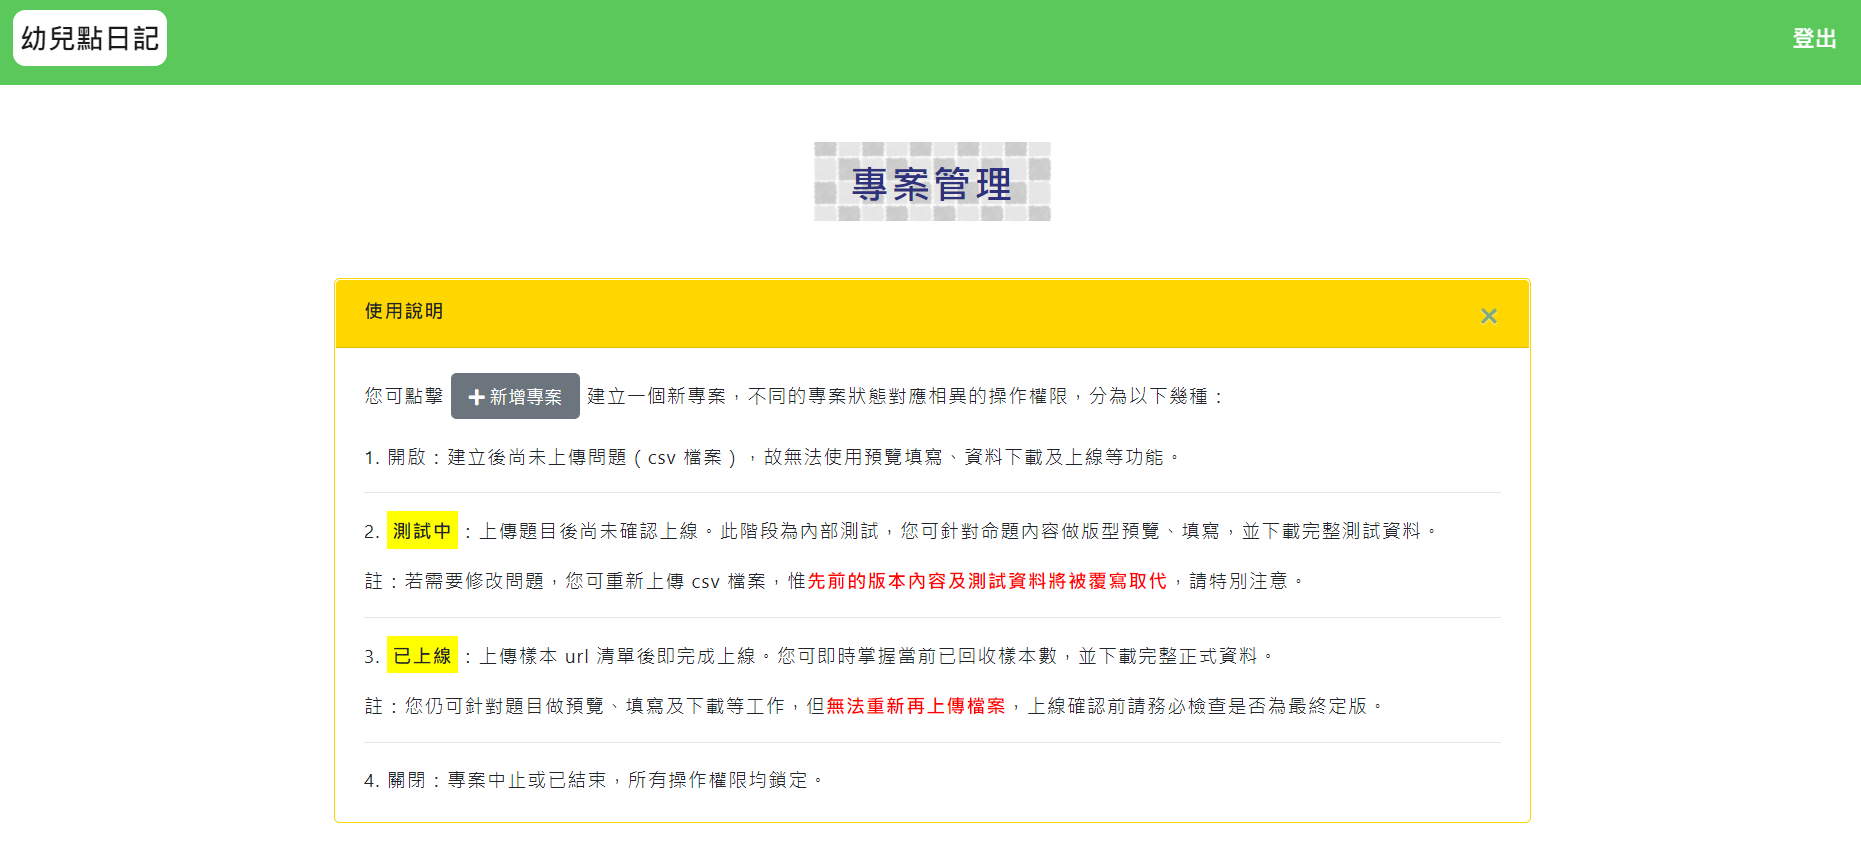 幼兒點日記
登出
專案管理
使用說明
您可點擊 新增專案 建立一個新專案，不同的專案狀態對應相異的操作權限，分為以下幾種：
1. 開啟：建立後尚未上傳問題（csv 檔案），故無法使用預覽填寫、資料下載及上線等功能。
2. 測試中：上傳題目後尚未確認上線。此階段為內部測試，您可針對命題內容做版型預覽、填寫，並下載完整測試資料。
註：若需要修改問題，您可重新上傳 csv 檔案，惟先前的版本內容及測試資料將被覆寫取代，請特別注意。
3. 已上線：上傳樣本 url 清單後即完成上線。您可即時掌握當前已回收樣本數，並下載完整正式資料。
註：您仍可針對題目做預覽、填寫及下載等工作，但無法重新再上傳檔案，上線確認前請務必檢查是否為最終定版。
4. 關閉：專案中止或已結束，所有操作權限均鎖定。